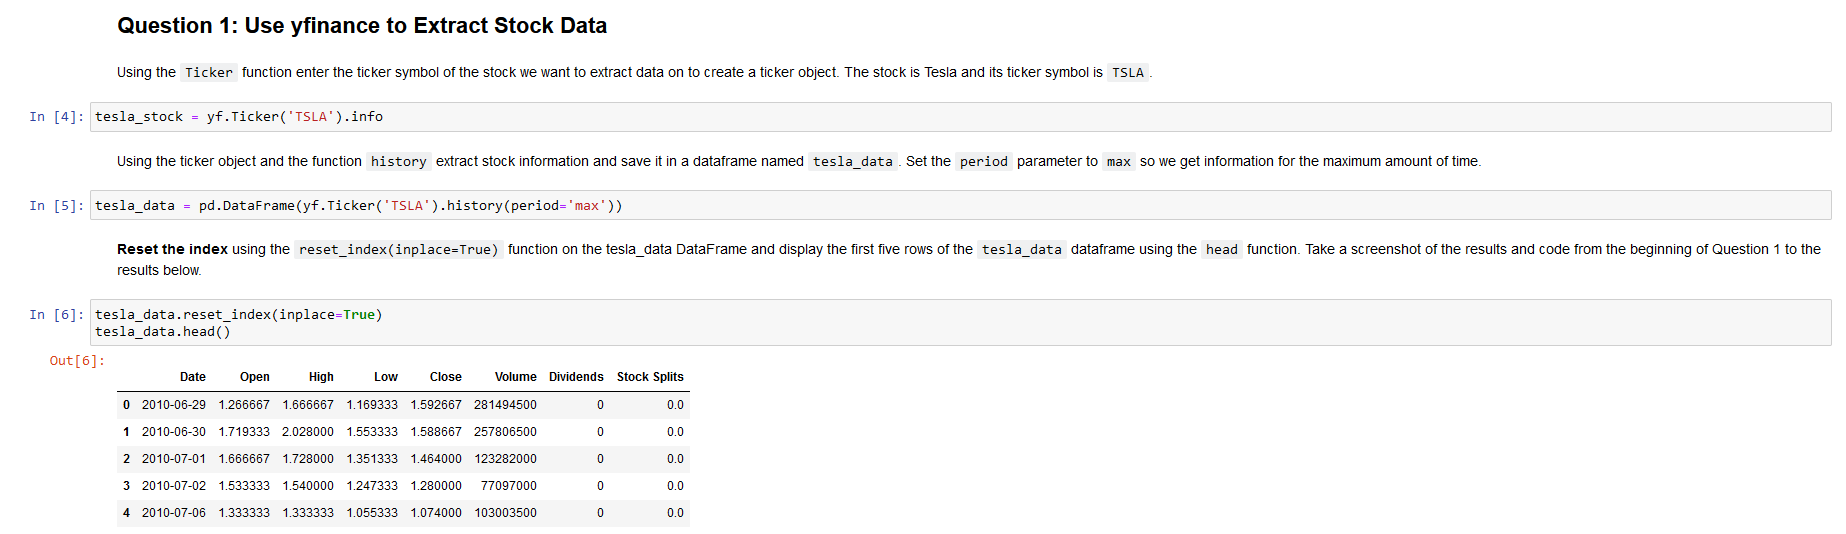 Question 1: Use yfinance to Extract Stock Data
Using the Ticker function enter the ticker symbol of the stock we want to extract data on to create a ticker object. The stock is Tesla and its ticker symbol is TSLA .
In [4]: tesla_stock = yf.Ticker('TSLA').info
Using the ticker object and the function history extract stock information and save it in a dataframe named tesla_data . Set the period parameter to max so we get information for the maximum amount of time.
In [5]: tesla_data = pd.DataFrame(yf.Ticker('TSLA').history(period='max'))
Reset the index using the reset_index(inplace=True) function on the tesla_data DataFrame and display the first five rows of the tesla_data dataframe using the head function. Take a screenshot of the results and code from the beginning of Question 1 to the
results below.
In [6]: tesla_data.reset_index(inplace=True)
tesla_data.head()
Out[6]:
Date Open High Low Close Volume Dividends Stock Splits
0 2010-06-29 1.266667 1.666667 1.169333 1.592667 281494500 0 0.0
1 2010-06-30 1.719333 2.028000 1.553333 1.588667 257806500 0 0.0
2 2010-07-01 1.666667 1.728000 1.351333 1.464000 123282000 0 0.0
3 2010-07-02 1.533333 1.540000 1.247333 1.280000 77097000 0 0.0
4 2010-07-06 1.333333 1.333333 1.055333 1.074000 103003500 0 0.0